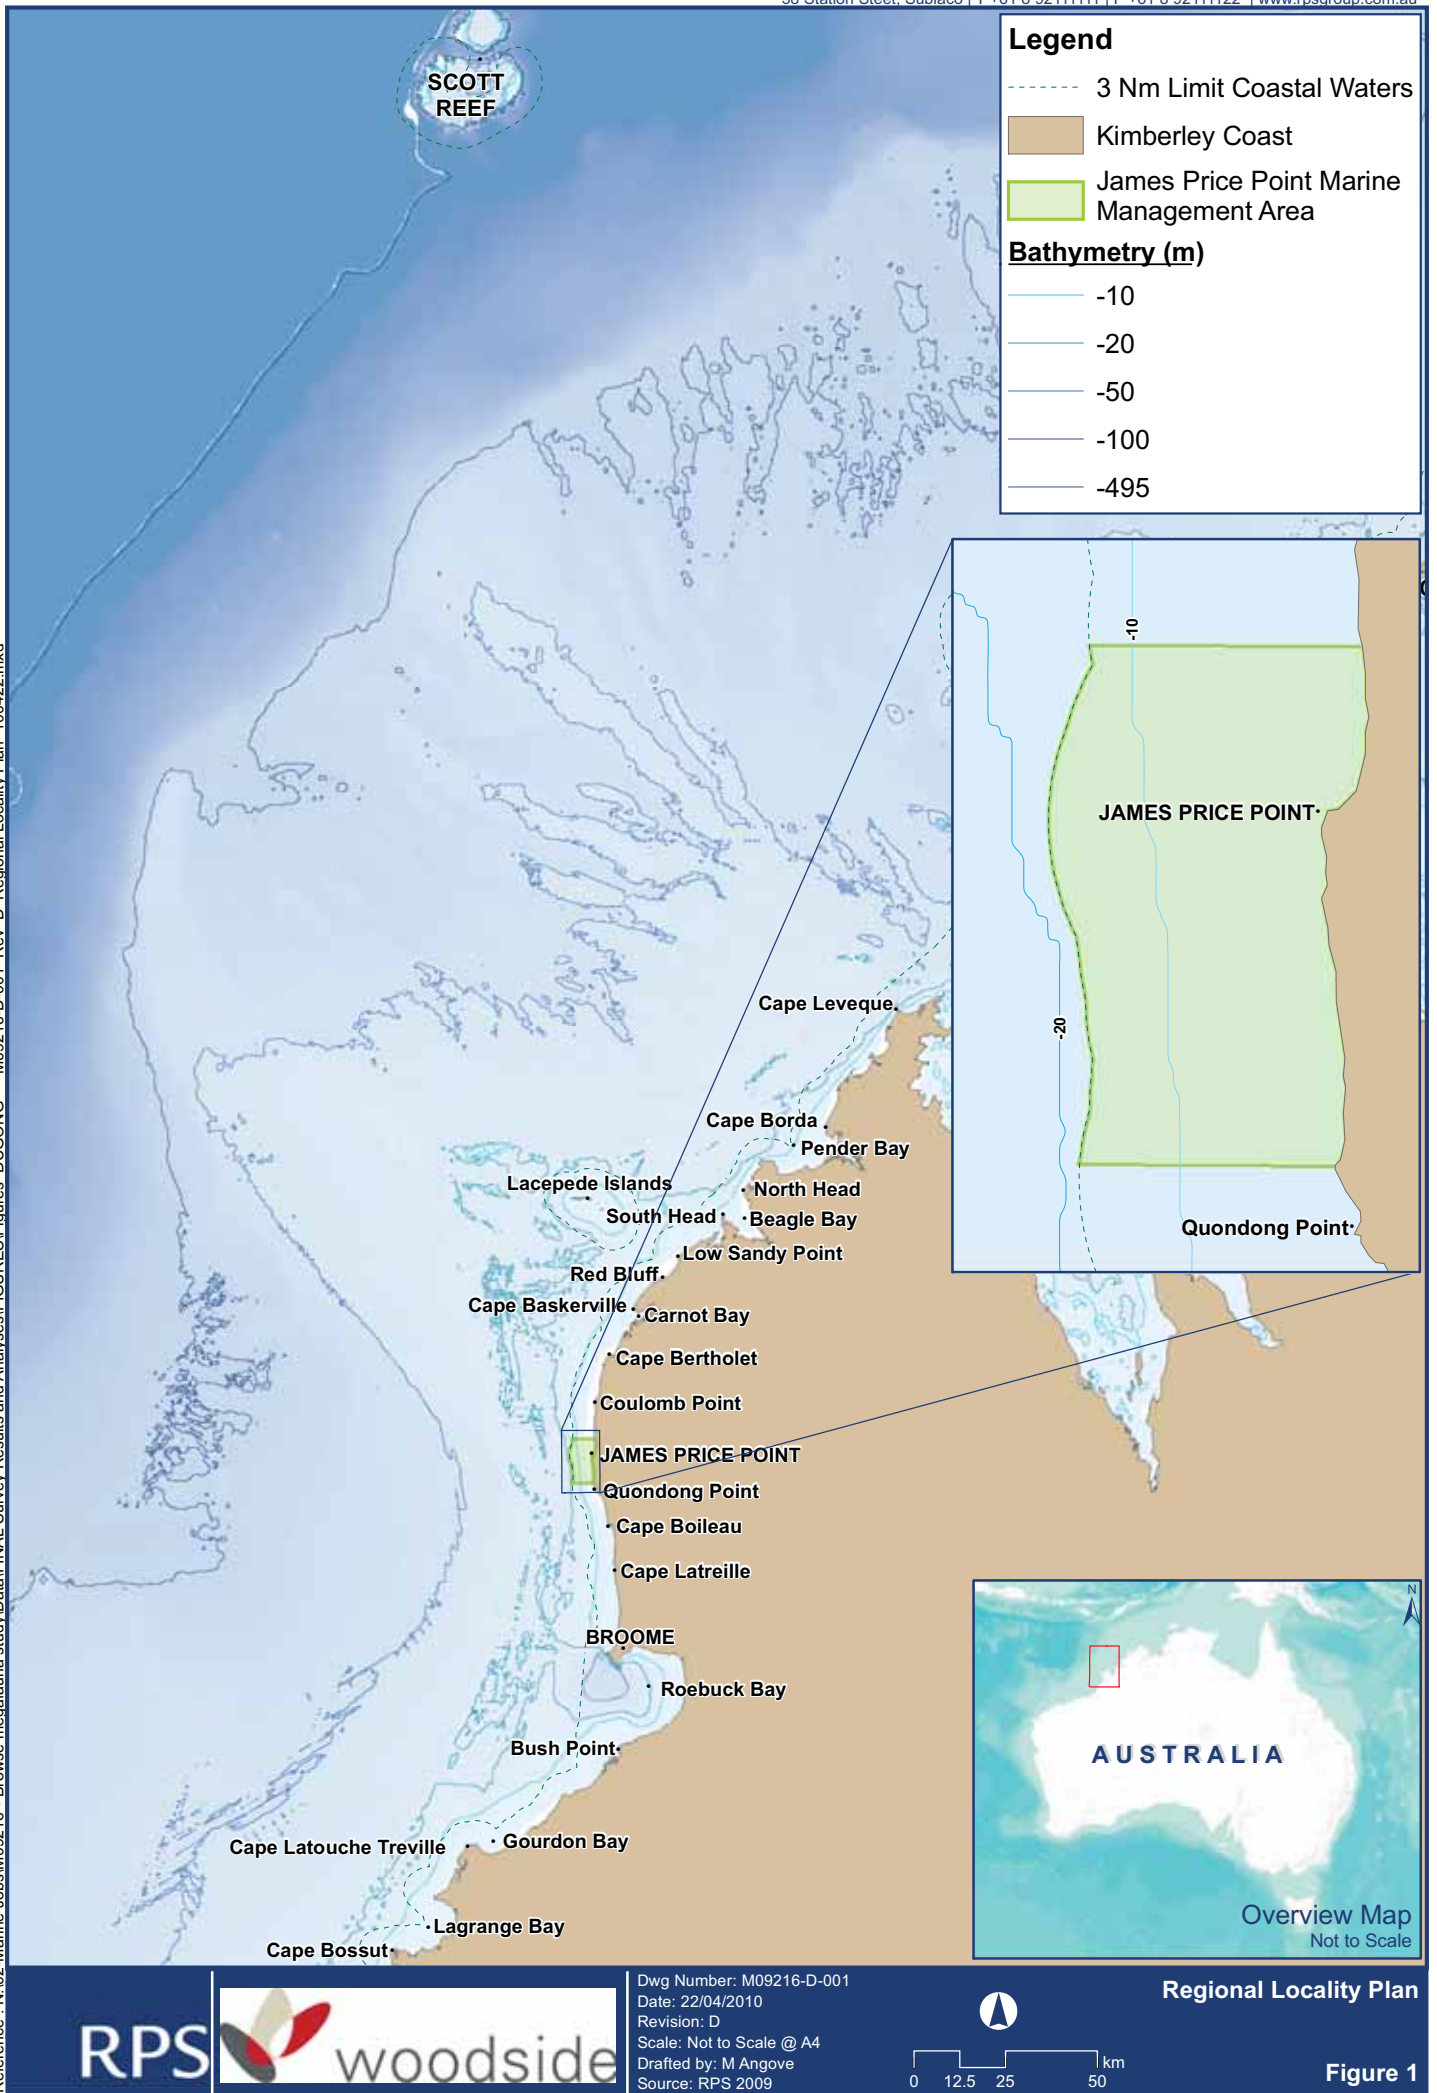 Legend
3 Nm Limit Coastal Waters
Kimberley Coast
James Price Point Marine
Management Area
Bathymetry (m)
-10
-20
-50
-100
-495
SCOTT
REEF
-10
JAMES PRICE POINT
-20
Quondong Point
Cape Leveque
Cape Borda
Pender Bay
Lacepede Islands
North Head
South Head
Beagle Bay
Low Sandy Point
Red Bluff
Cape Baskerville
Carnot Bay
Cape Bertholet
Coulomb Point
JAMES PRICE POINT
Quondong Point
Cape Boileau
Cape Latreille
BROOME
Roebuck Bay
Bush Point
Gourdon Bay
Cape Latouche Treville
Lagrange Bay
Cape Bossut
N
AUSTRALIA
Overview Map
Not to Scale
RPS
woodside
Dwg Number: M09216-D-001
Date: 22/04/2010
Revision: D
Scale: Not to Scale @ A4
Drafted by: M Angove
Source: RPS 2009
km
0 12.5 25 50
Regional Locality Plan
Figure 1